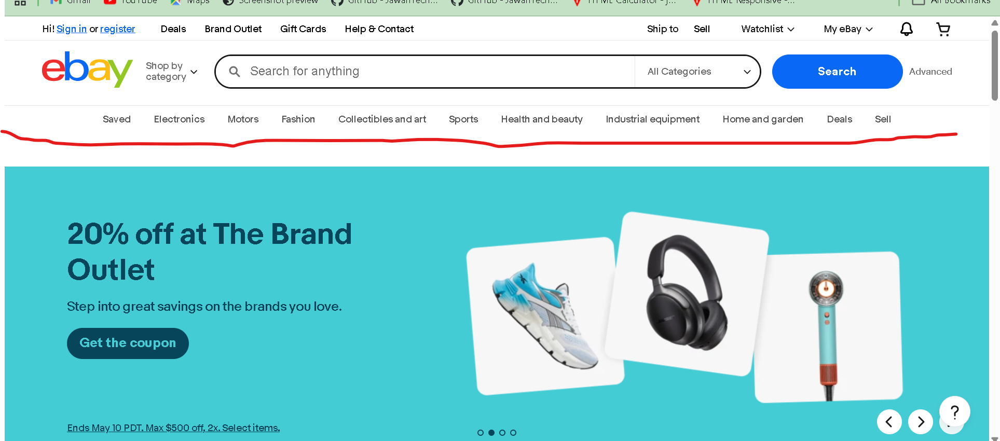 Gmail YouTube Maps Screenshot preview GitHub - JawanTech... GitHub - JawanTech... HTML Calculator - j... HTML Responsive -... All Bookmarks
Hi! Sign in or register Deals Brand Outlet Gift Cards Help & Contact Ship to Sell Watchlist My eBay
ebay Shop by category Search for anything All Categories Search Advanced
Saved Electronics Motors Fashion Collectibles and art Sports Health and beauty Industrial equipment Home and garden Deals Sell
20% off at The Brand
Outlet
Step into great savings on the brands you love.
Get the coupon
Ends May 10 PDT. Max $500 off, 2x. Select items.
?